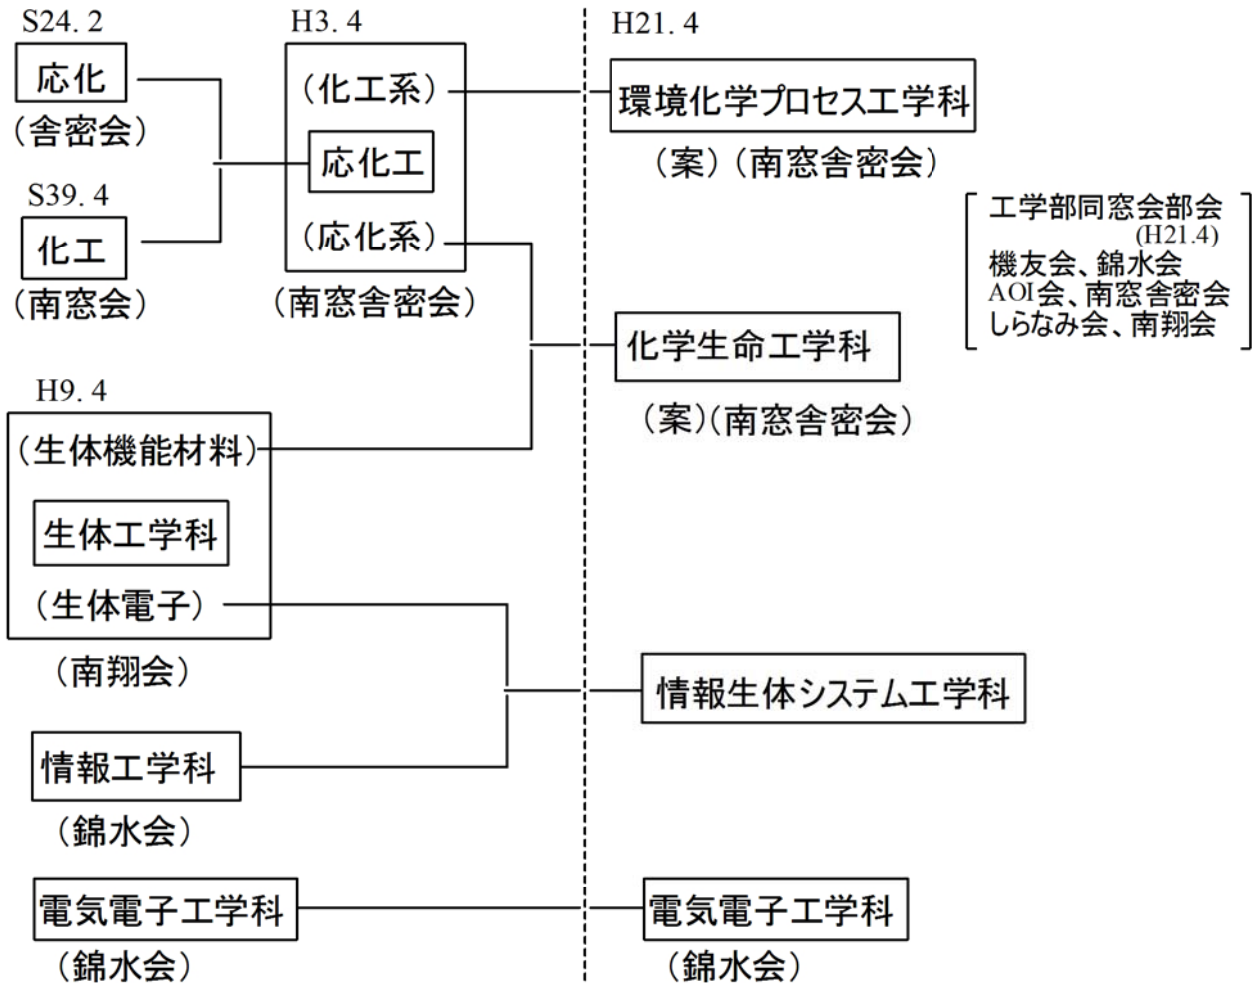 S24. 2
応化
(舎密会)
S39. 4
化工
(南窓会)
H3. 4
(化工系)
応化工
(応化系)
(南窓舎密会)
H9. 4
(生体機能材料)
生体工学科
(生体電子)
(南翔会)
情報工学科
(錦水会)
電気電子工学科
(錦水会)
H21. 4
環境化学プロセス工学科
(案)(南窓舎密会)
化学生命工学科
(案)(南窓舎密会)
情報生体システム工学科
電気電子工学科
(錦水会)
工学部同窓会部会
(H21.4)
機友会、錦水会
AOI会、南窓舎密会
しらなみ会、南翔会